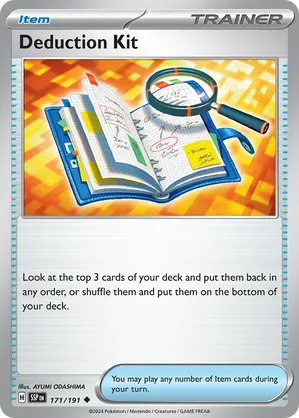 Item
TRAINER
Deduction Kit
Look at the top 3 cards of your deck and put them back
in any order, or shuffle them and put them on the bottom of
your deck.
Illus. AYUMI ODASHIMA
You may play any number of Item cards during
your turn.
H SSP EN 171/191 ◆
©2024 Pokémon / Nintendo / Creatures / GAME FREAK